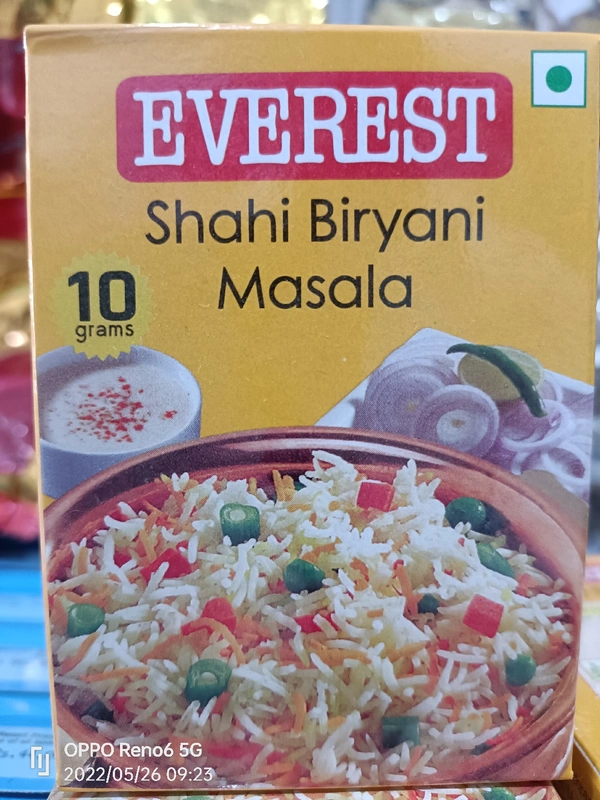 EVEREST
Shahi Biryani
Masala
10
grams
OPPO Reno6 5G
2022/05/26 09:23